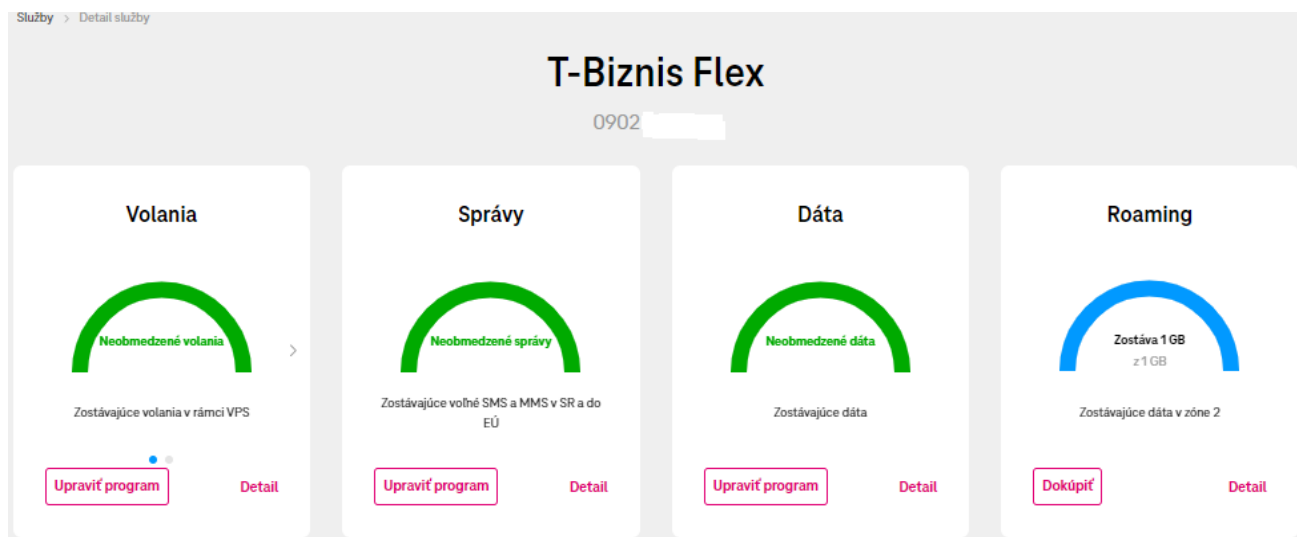 Služby > Detail služby
T-Biznis Flex
0902
Volania
Neobmedzené volania
Zostávajúce volania v rámci VPS
Upraviť program
Detail
Správy
Neobmedzené správy
Zostávajúce voľné SMS a MMS v SR a do
EÚ
Upraviť program
Detail
Dáta
Neobmedzené dáta
Zostávajúce dáta
Upraviť program
Detail
Roaming
Zostáva 1 GB
z 1 GB
Zostávajúce dáta v zóne 2
Dokúpiť
Detail